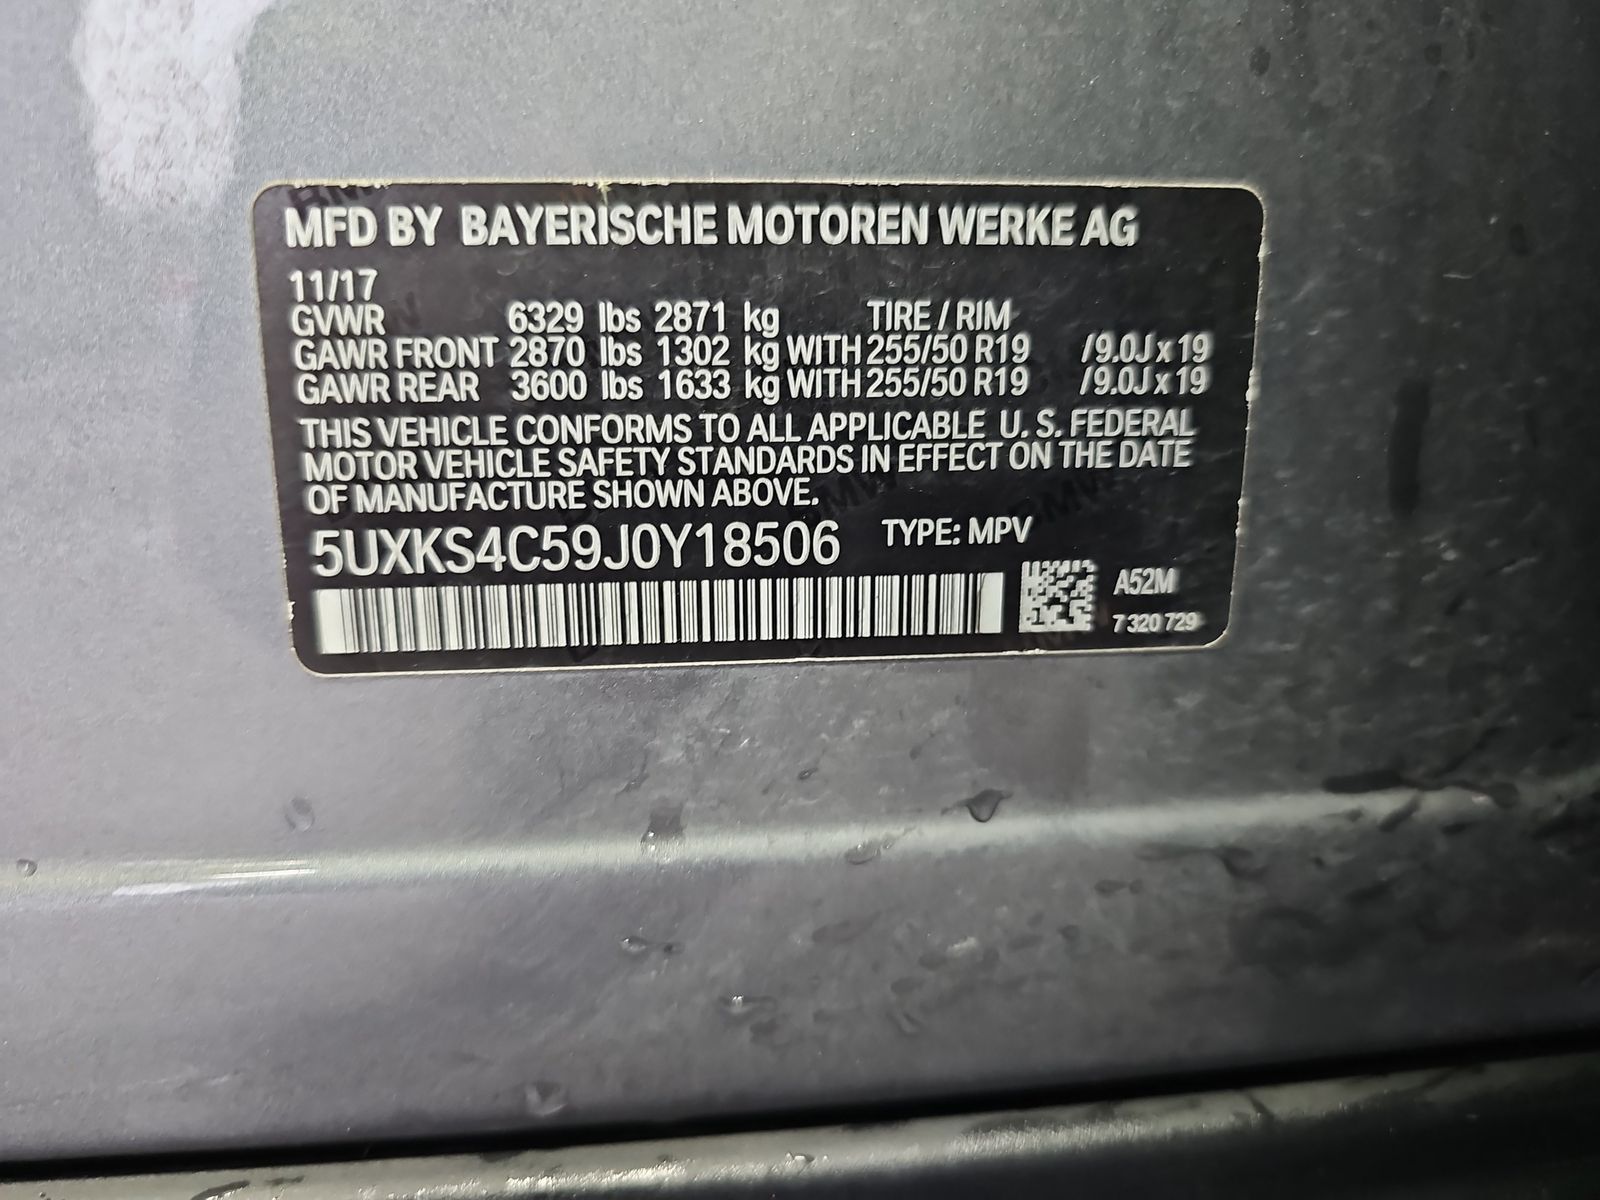 MFD BY BAYERISCHE MOTOREN WERKE AG
11/17
GVWR 6329 lbs 2871 kg TIRE / RIM
GAWR FRONT 2870 lbs 1302 kg WITH 255/50 R19 /9.0J x 19
GAWR REAR 3600 lbs 1633 kg WITH 255/50 R19 /9.0J x 19
THIS VEHICLE CONFORMS TO ALL APPLICABLE U. S. FEDERAL
MOTOR VEHICLE SAFETY STANDARDS IN EFFECT ON THE DATE
OF MANUFACTURE SHOWN ABOVE.
5UXKS4C59J0Y18506 TYPE: MPV
A52M
7 320 729